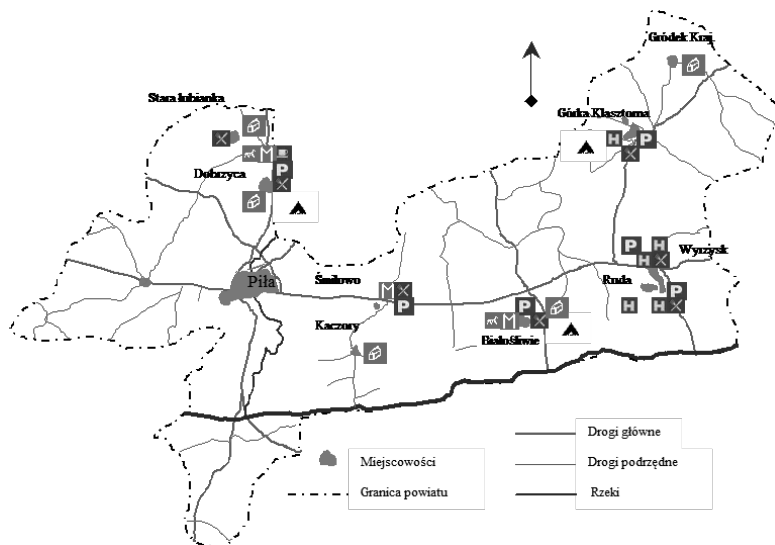 Gródek Kraj.
Stara Łubianka
Górka Klasztorna
H
P
M
P
Dobrzyca
P
H
Wyrzysk
H
Piła
Śmiłowo
M
P
Ruda
P
P
H
H
Kaczory
M
Białośliwie
Drogi główne
Miejscowości
Drogi podrzędne
Granica powiatu
Rzeki